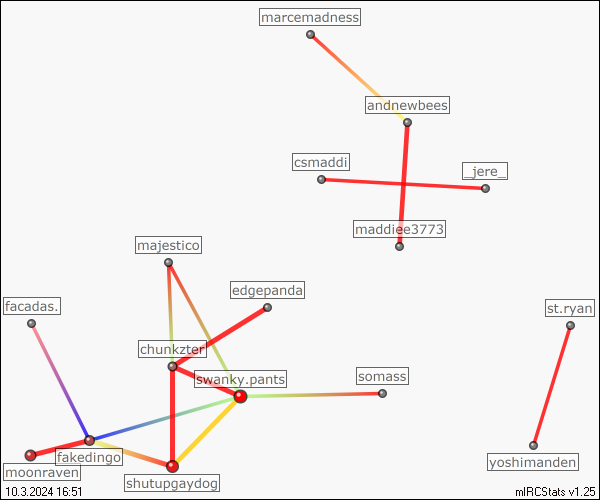 marcemadness
andnewbees
csmaddi
_jere_
maddiee3773
majestico
edgepanda
facadas.
st.ryan
chunkzter
swanky.pants
somass
fakedingo
yoshimanden
moonraven
shutupgaydog
10.3.2024 16:51
mIRCStats v1.25